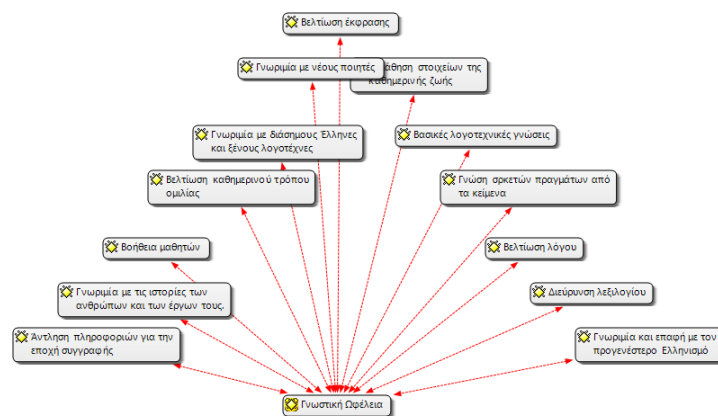 Βελτίωση έκφρασης
Γνωριμία με νέους ποιητές
στοιχείων της
καθημερινής ζωής
Γνωριμία με διάσημους Έλληνες
και ξένους λογοτέχνες
Βασικές λογοτεχνικές γνώσεις
Βελτίωση καθημερινού τρόπου
ομιλίας
Γνώση σρκετών πραγμάτων από
τα κείμενα
Βοήθεια μαθητών
Βελτίωση λόγου
Γνωριμία με τις ιστορίες των
ανθρώπων και των έργων τους.
Διεύρυνση λεξιλογίου
Άντληση πληροφοριών για την
εποχή συγγραφής
Γνωριμία και επαφή με τον
προγενέστερο Ελληνισμό
Γνωστική Ωφέλεια